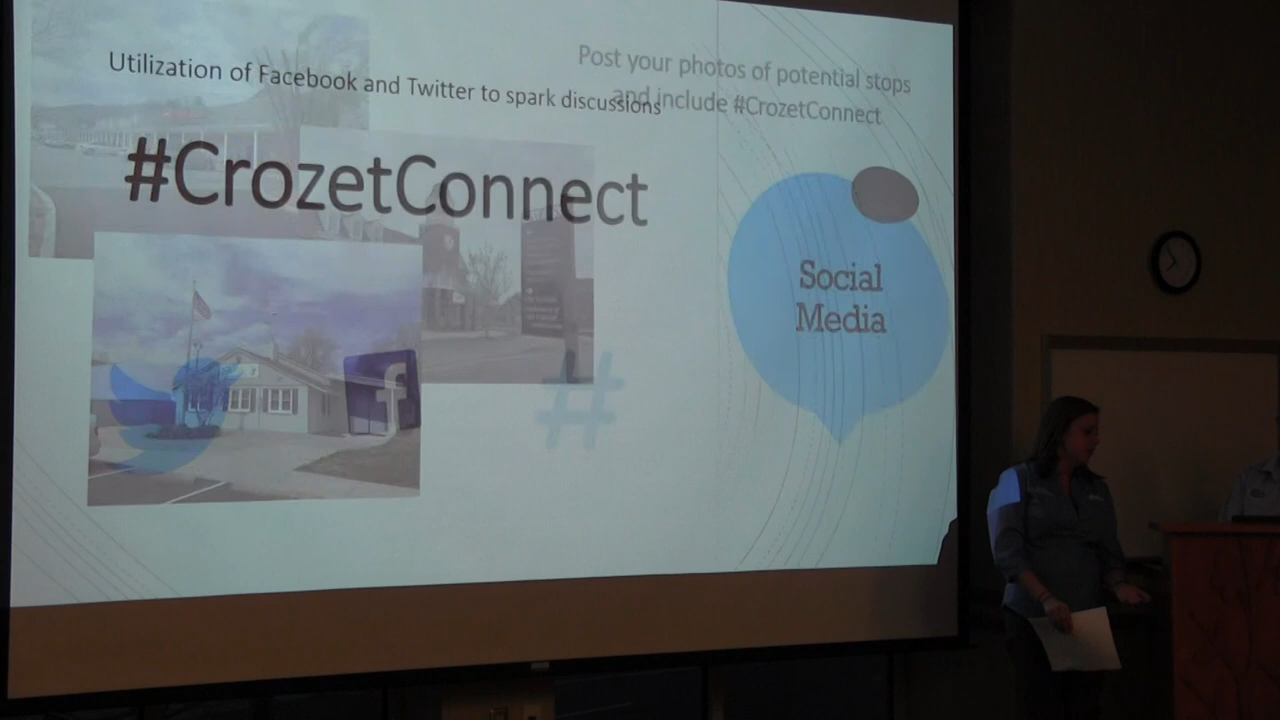 Utilization of Facebook and Twitter to spark discussions
Post your photos of potential stops
and include #CrozetConnect
#CrozetConnect
Social
Media
f
#